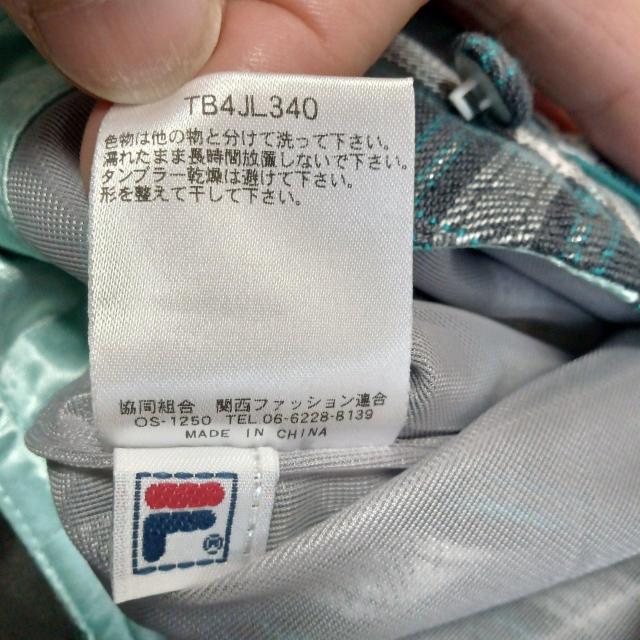 TB4JL340
色物は他の物と分けて洗って下さい。
濡れたまま長時間放置しないで下さい。
タンブラー乾燥は避けて下さい。
形を整えて干して下さい。
協同組合 関西ファッション連合
OS-1250 TEL.06-6228-8139
MADE IN CHINA
F
®